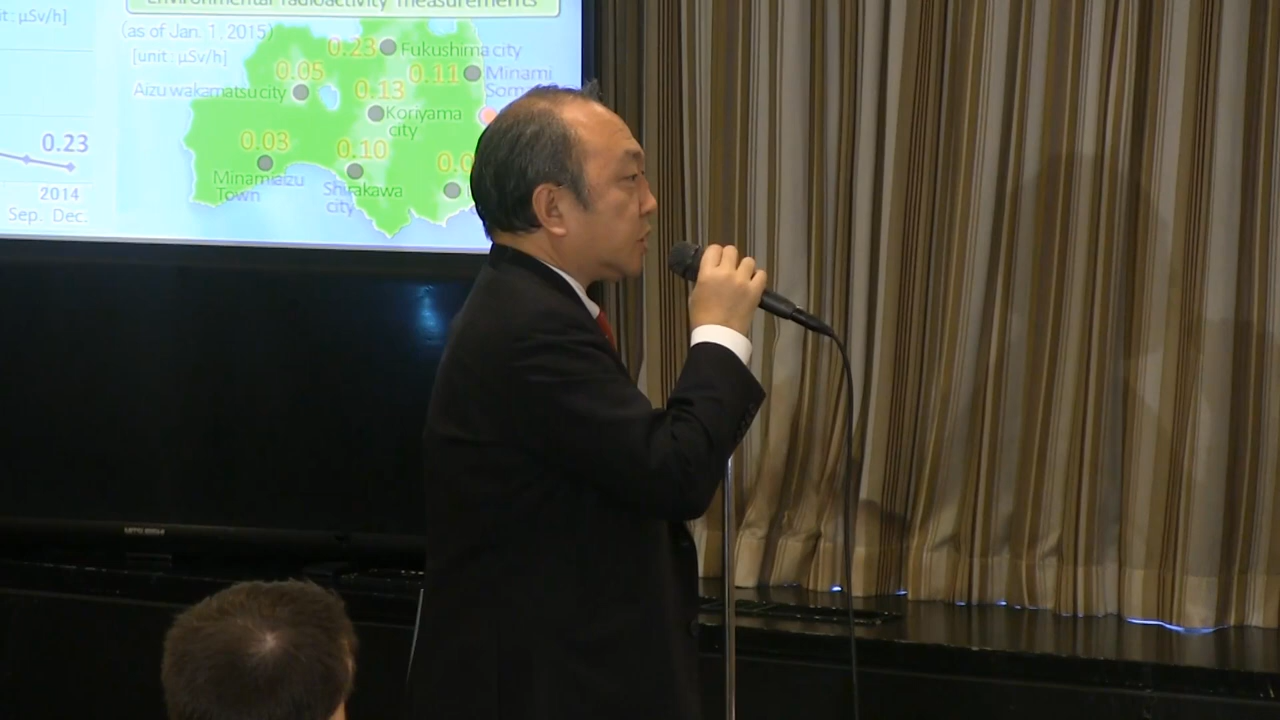 Environmental radioactivity measurements
it : μSv/h]
(as of Jan. 1, 2015)
[unit : μSv/h]
0.23
Fukushima city
0.05
0.11
Minami
Aizu wakamatsu city
0.13
Koriyama
city
0.23
0.03
0.10
Minamiaizu
Town
Shirakawa
city
2014
Sep. Dec.